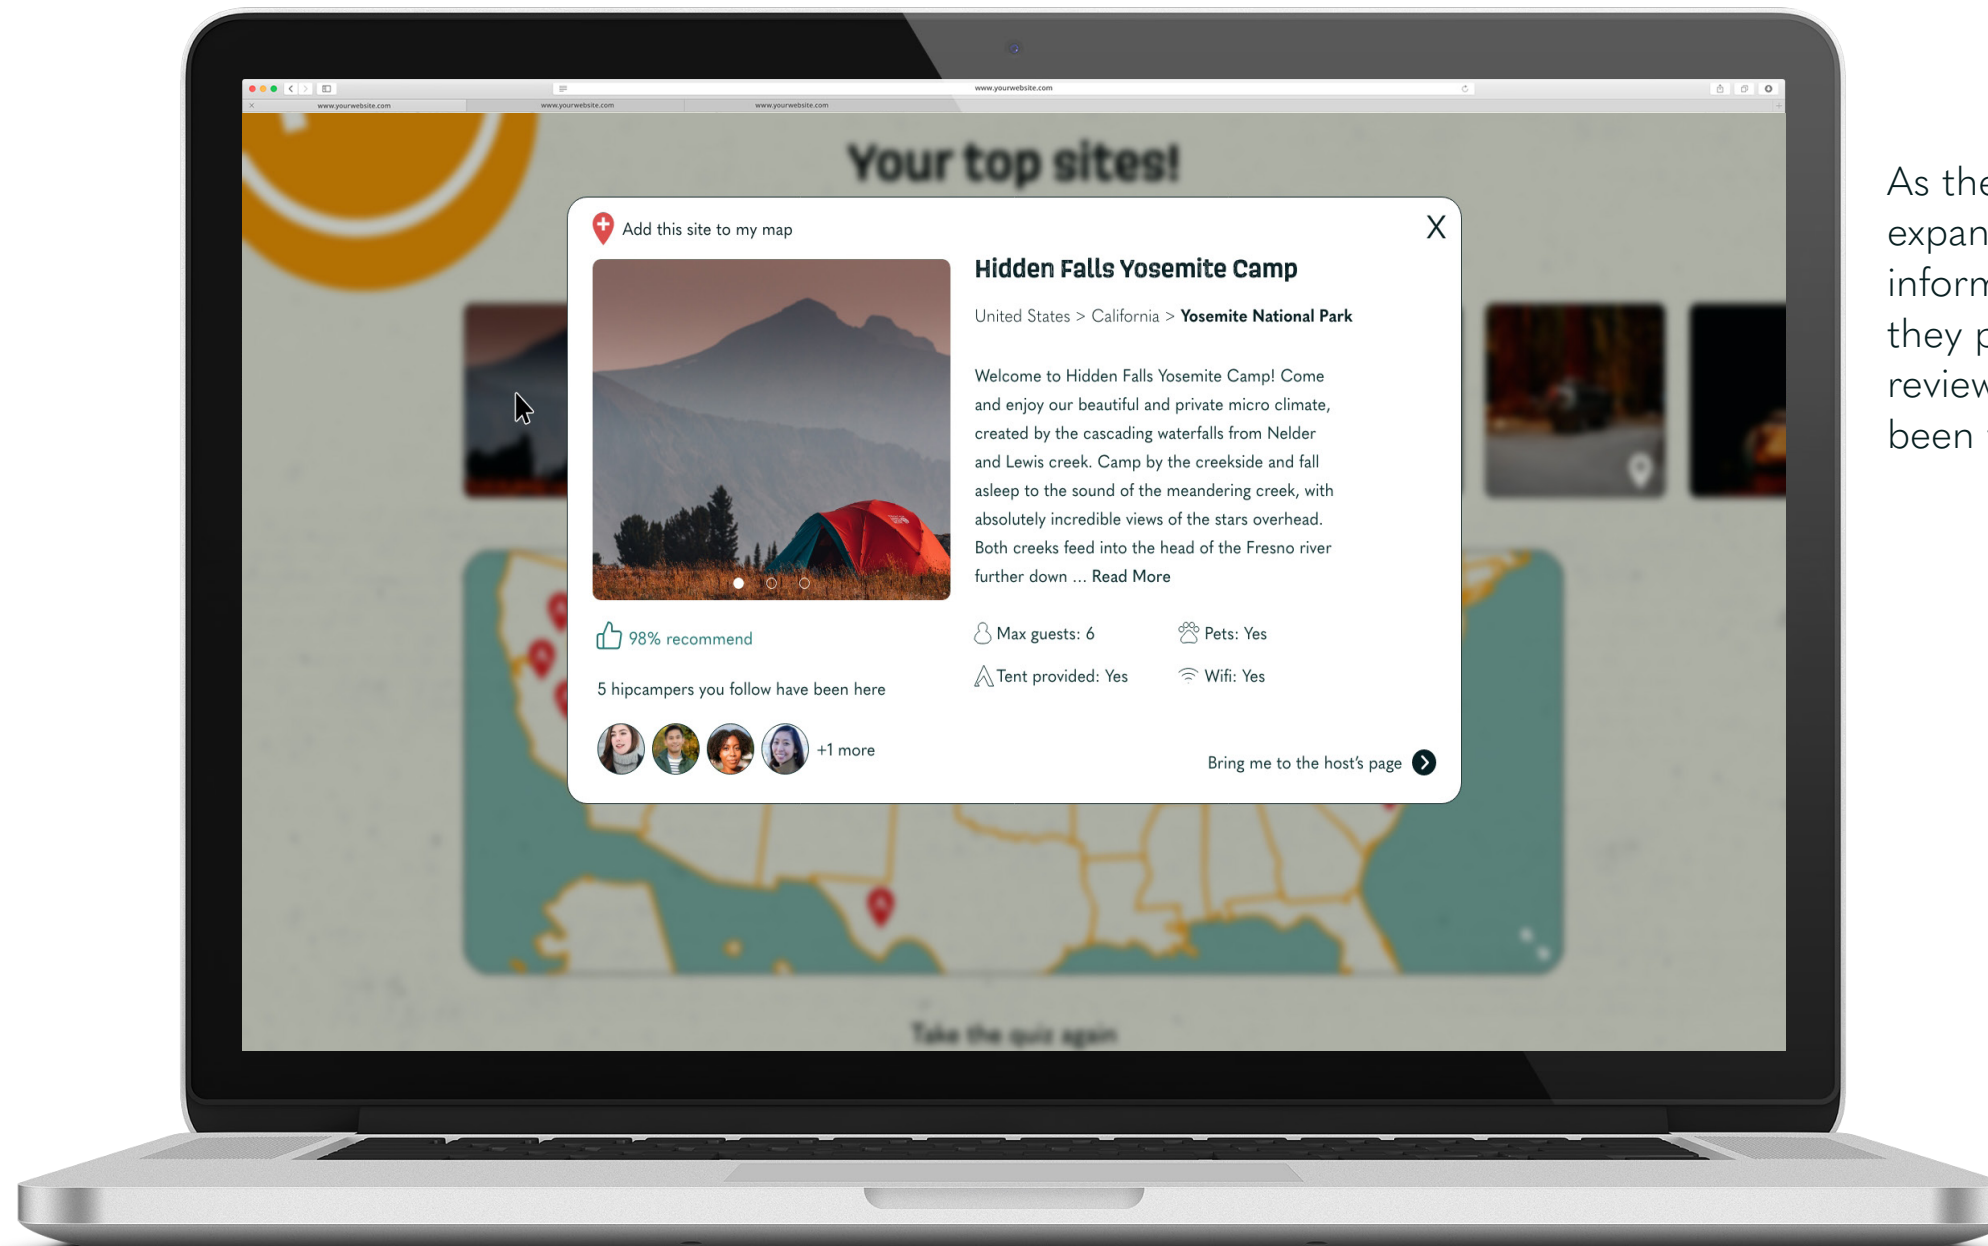 www.yourwebsite.com
www.yourwebsite.com
www.yourwebsite.com
www.yourwebsite.com
Your top sites!
Add this site to my map
X
Hidden Falls Yosemite Camp
United States > California > Yosemite National Park
Welcome to Hidden Falls Yosemite Camp! Come
and enjoy our beautiful and private micro climate,
created by the cascading waterfalls from Nelder
and Lewis creek. Camp by the creekside and fall
asleep to the sound of the meandering creek, with
absolutely incredible views of the stars overhead.
Both creeks feed into the head of the Fresno river
further down ... Read More
98% recommend
5 hipcampers you follow have been here
+1 more
Max guests: 6
Pets: Yes
Tent provided: Yes
Wifi: Yes
Bring me to the host's page
Take the quiz again
As the
expan
inform
they p
review
been